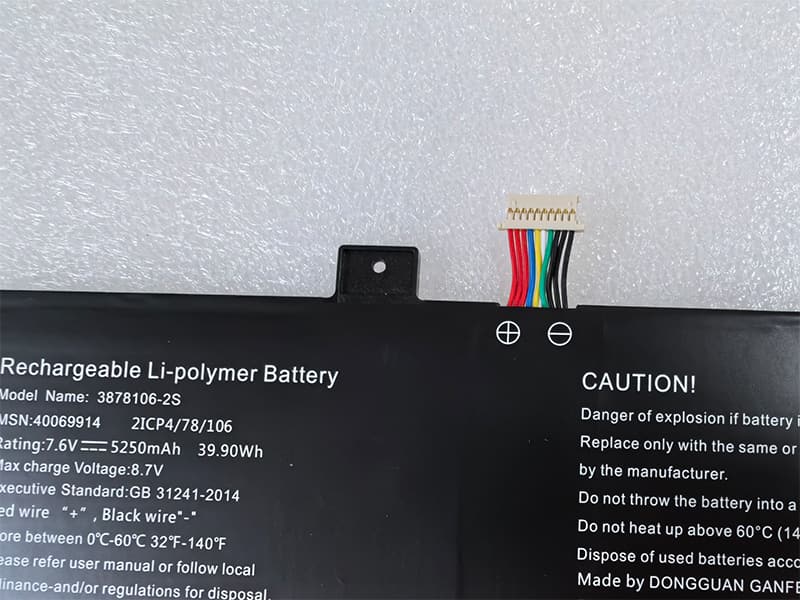 ⊕ ⊖
Rechargeable Li-polymer Battery
Model Name: 3878106-2S
MSN:40069914 2ICP4/78/106
Rating:7.6V 5250mAh 39.90Wh
Max charge Voltage:8.7V
Executive Standard:GB 31241-2014
ed wire "+" , Black wire"-"
ore between 0℃-60℃ 32℉-140℉
ease refer user manual or follow local
dinance-and/or regulations for disposal.
CAUTION!
Danger of explosion if battery i
Replace only with the same or
by the manufacturer.
Do not throw the battery into a
Do not heat up above 60°C (14
Dispose of used batteries acco
Made by DONGGUAN GANFE